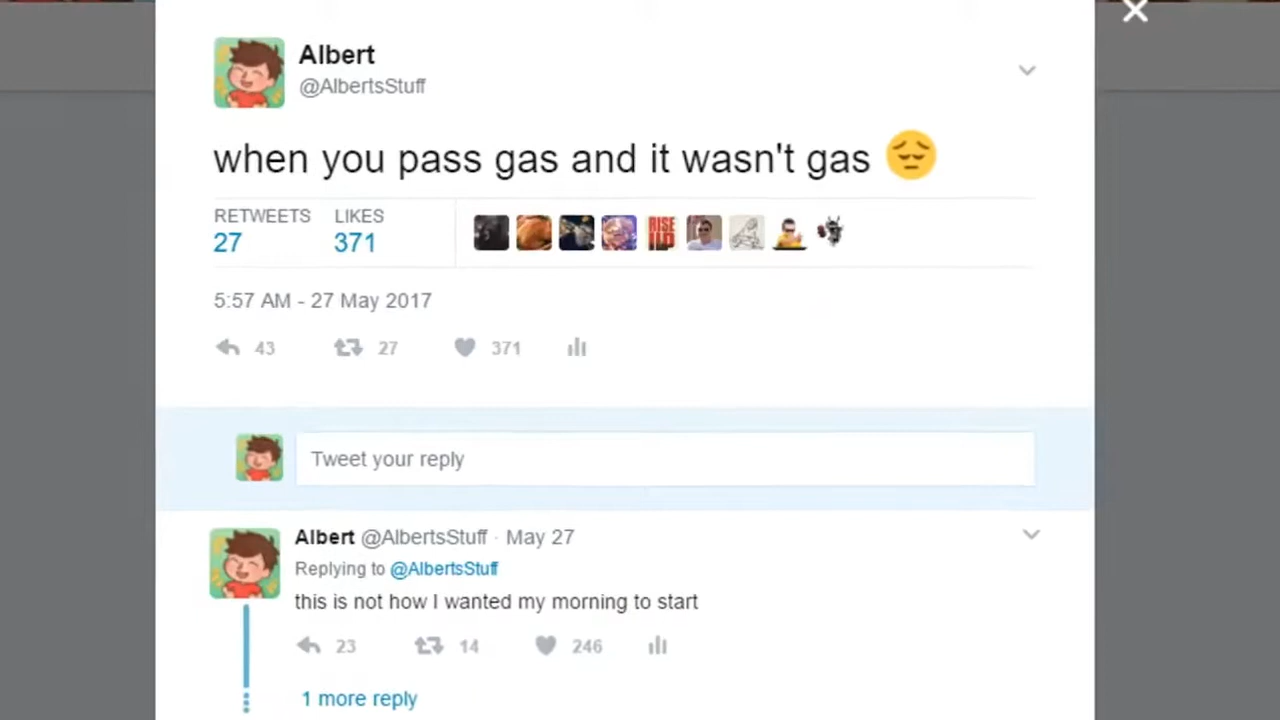 Albert
@AlbertsStuff
when you pass gas and it wasn't gas 😔
RETWEETS LIKES
27 371
RISE UP
5:57 AM - 27 May 2017
43 27 371
Tweet your reply
Albert @AlbertsStuff · May 27
Replying to @AlbertsStuff
this is not how I wanted my morning to start
23 14 246
1 more reply